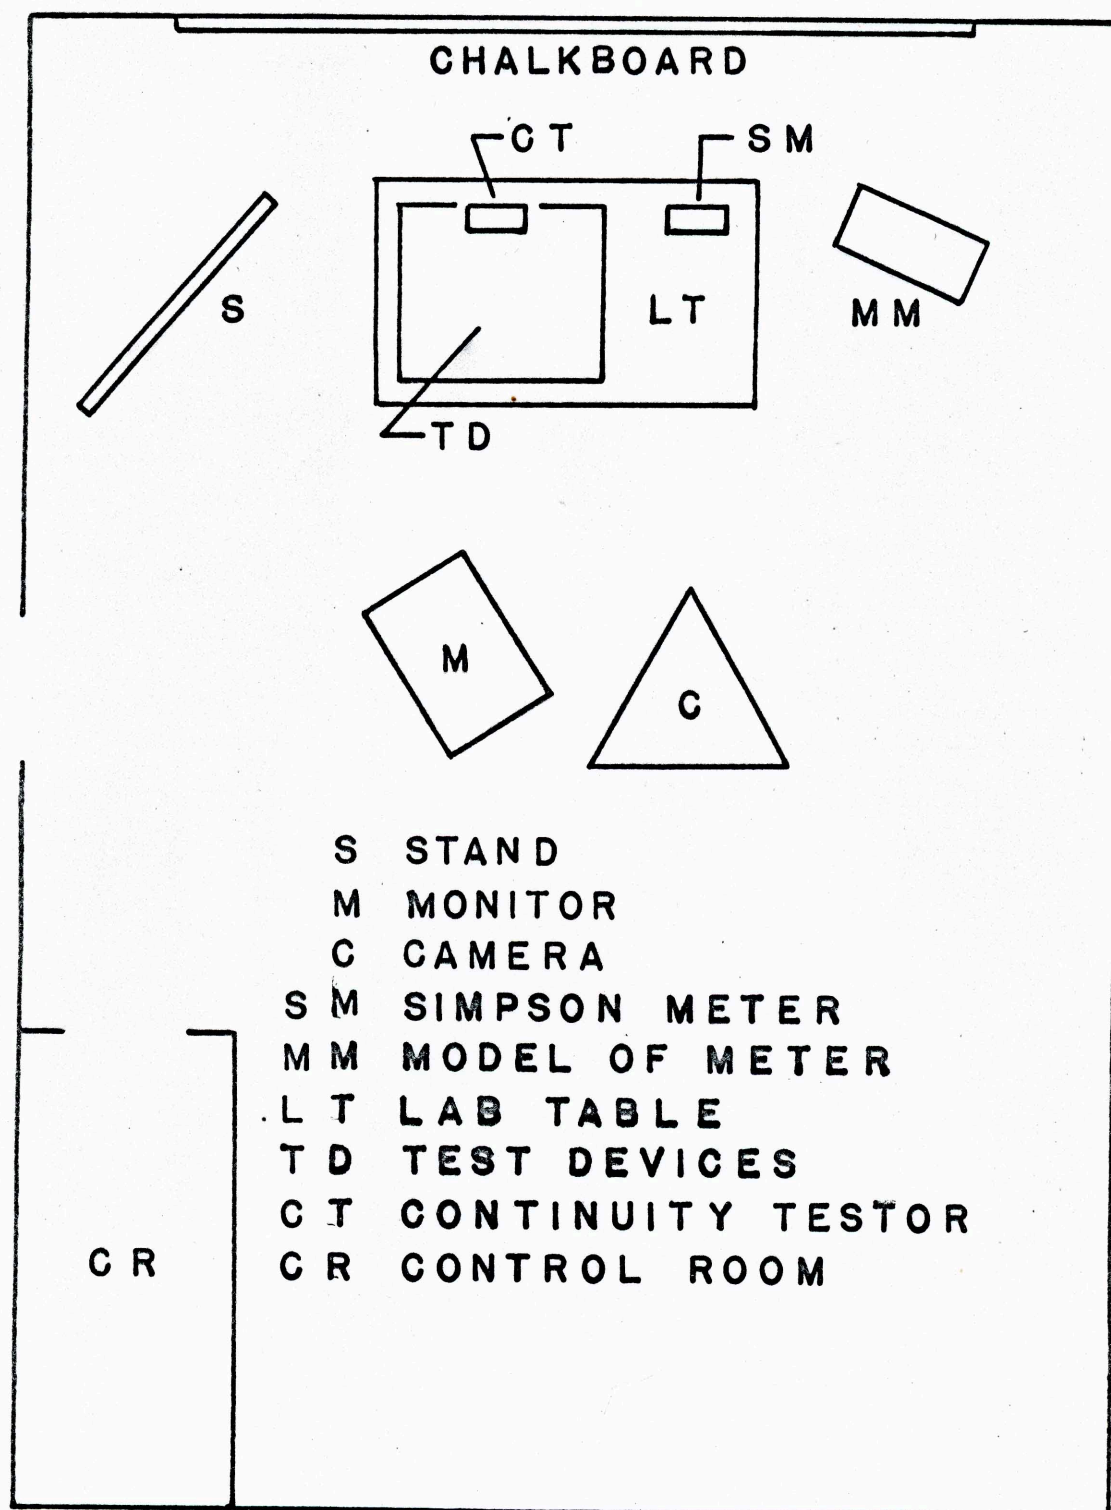 CHALKBOARD
CT SM
S LT MM
TD
M
C
S STAND
M MONITOR
C CAMERA
SM SIMPSON METER
MM MODEL OF METER
LT LAB TABLE
TD TEST DEVICES
CT CONTINUITY TESTOR
CR CR CONTROL ROOM